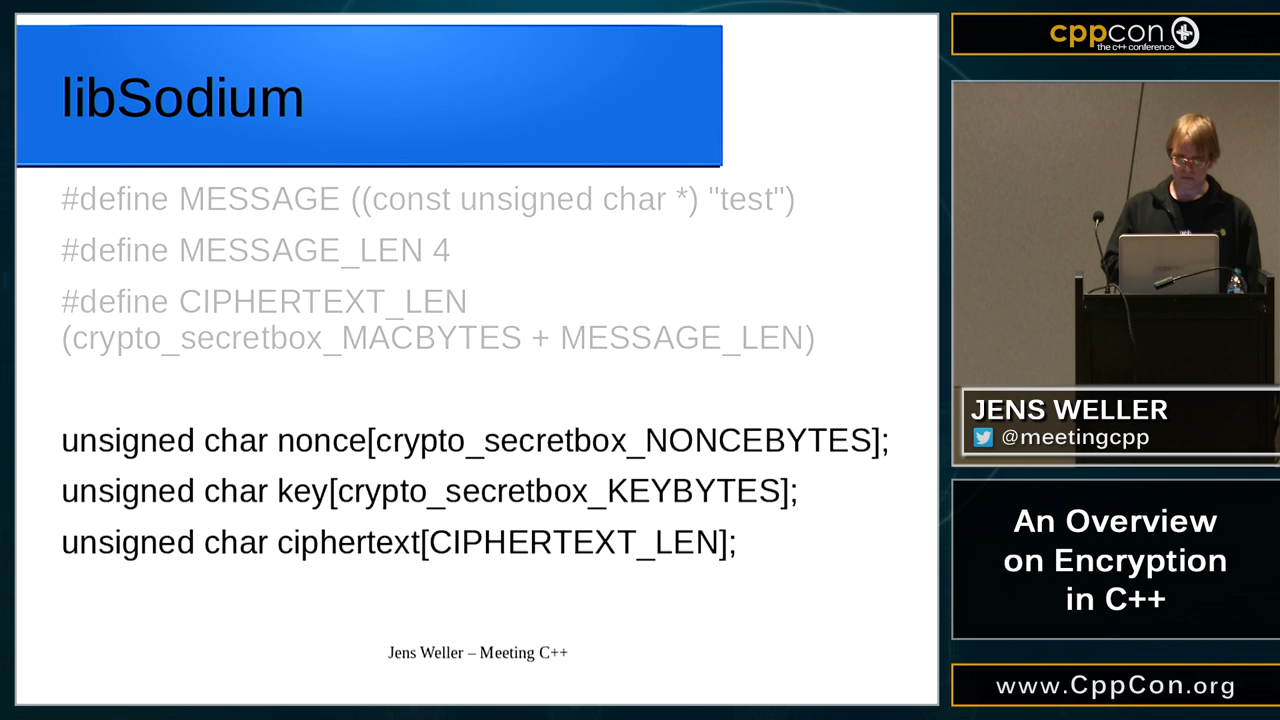 libSodium
#define MESSAGE ((const unsigned char *) "test")
#define MESSAGE_LEN 4
#define CIPHERTEXT_LEN
(crypto_secretbox_MACBYTES + MESSAGE_LEN)
unsigned char nonce[crypto_secretbox_NONCEBYTES];
unsigned char key[crypto_secretbox_KEYBYTES];
unsigned char ciphertext[CIPHERTEXT_LEN];
Jens Weller – Meeting C++
cppcon
the c++ conference
JENS WELLER
@meetingcpp
An Overview
on Encryption
in C++
www.CppCon.org